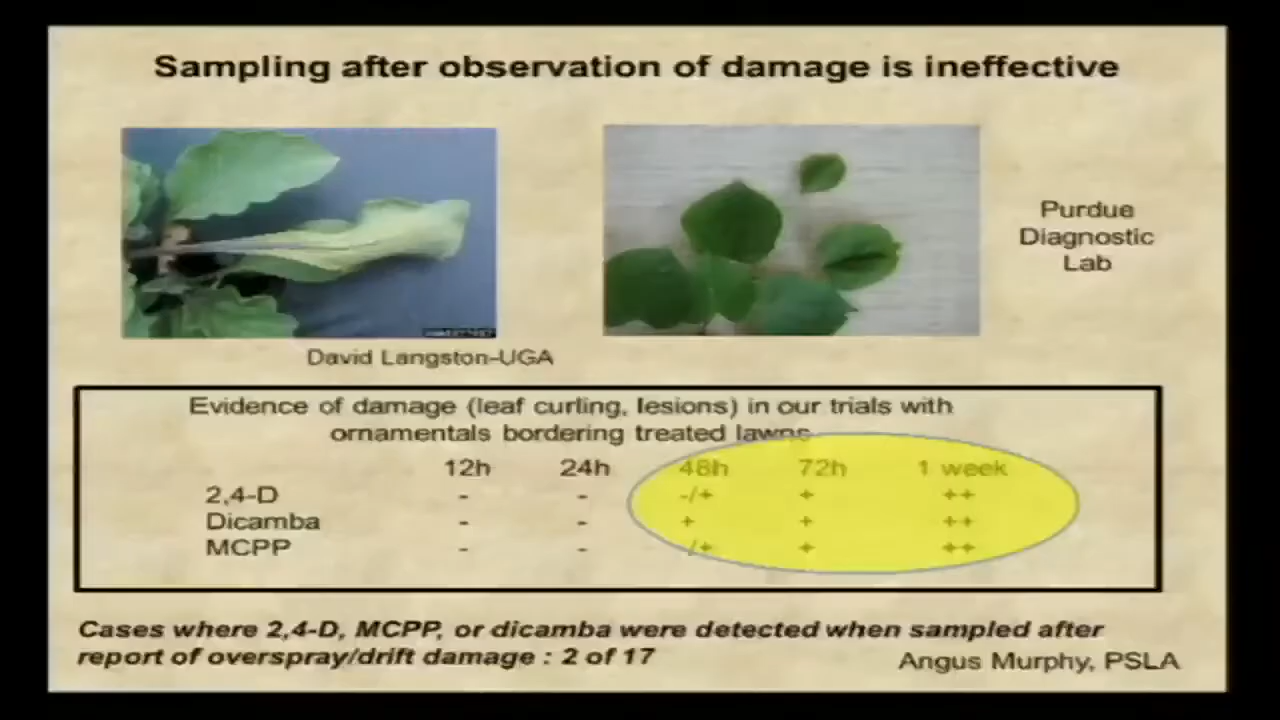 Sampling after observation of damage is ineffective
Purdue
Diagnostic
Lab
David Langston-UGA
Evidence of damage (leaf curling, lesions) in our trials with
ornamentals bordering treated lawns
12h 24h 48h 72h 1 week
2,4-D - - -/+ + ++
Dicamba - - + + ++
MCPP - - /+ + ++
Cases where 2,4-D, MCPP, or dicamba were detected when sampled after
report of overspray/drift damage : 2 of 17
Angus Murphy, PSLA